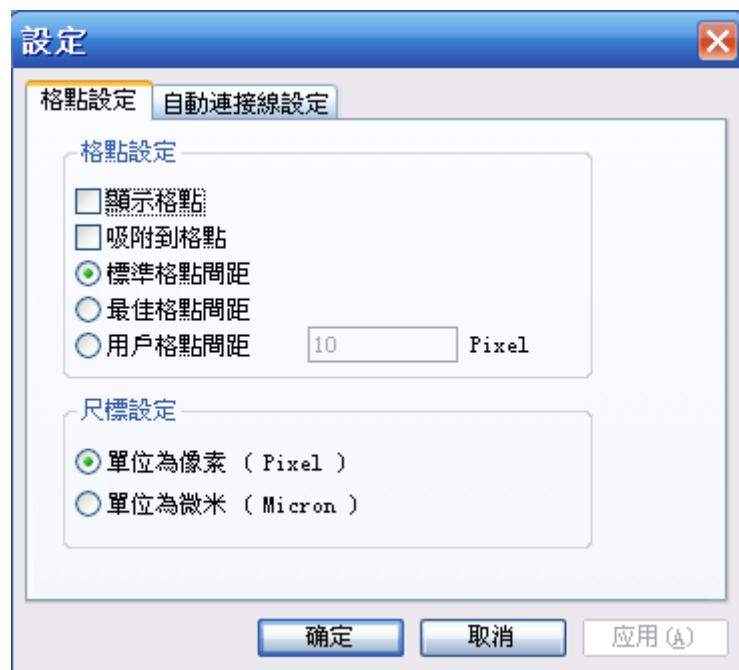 設定
格點設定 自動連接線設定
格點設定
顯示格點
吸附到格點
標準格點間距
最佳格點間距
用戶格點間距 10 Pixel
尺標設定
單位為像素 ( Pixel )
單位為微米 ( Micron )
确定 取消 应用(A)